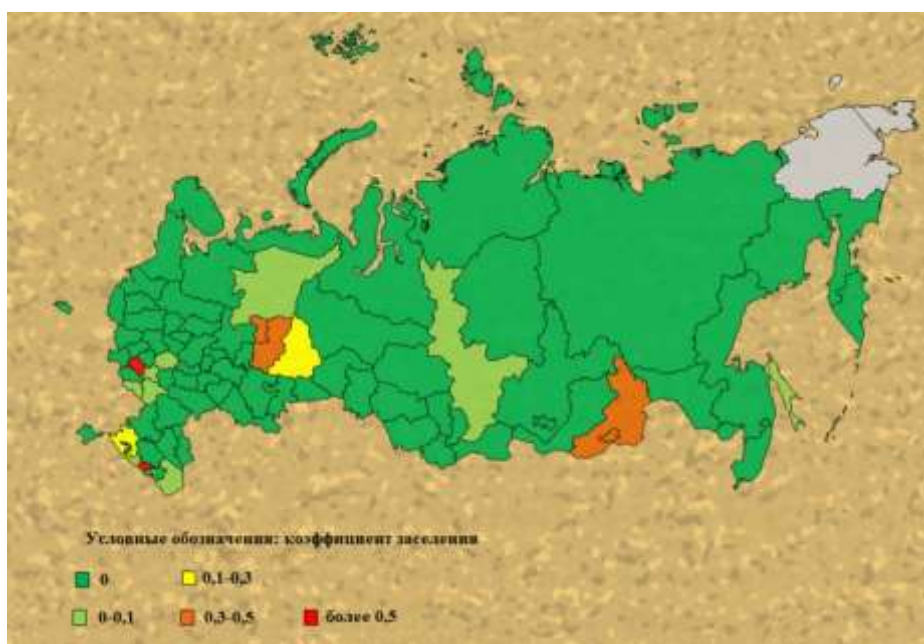 Условные обозначения: коэффициент заселения
0 0,1-0,3
0-0,1 0,3-0,5 более 0,5